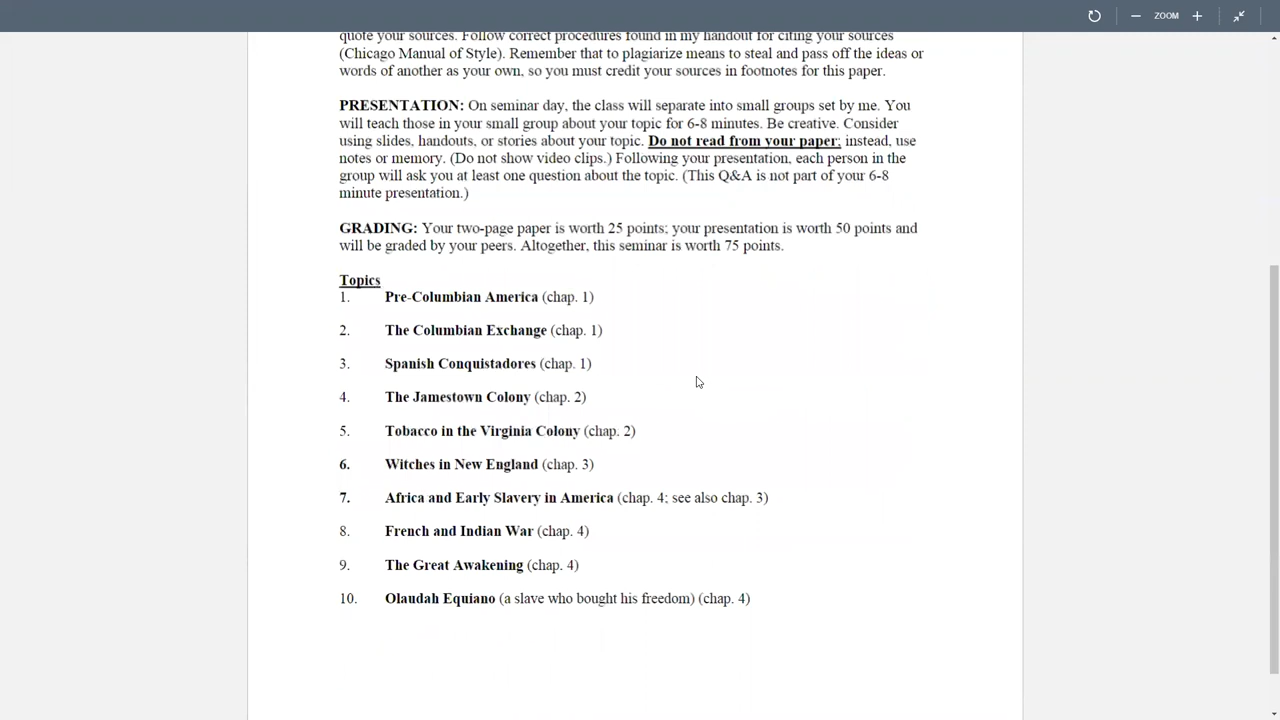 ZOOM
quote your sources. Follow correct procedures found in my handout for citing your sources
(Chicago Manual of Style). Remember that to plagiarize means to steal and pass off the ideas or
words of another as your own, so you must credit your sources in footnotes for this paper.
PRESENTATION: On seminar day, the class will separate into small groups set by me. You
will teach those in your small group about your topic for 6-8 minutes. Be creative. Consider
using slides, handouts, or stories about your topic. Do not read from your paper; instead, use
notes or memory. (Do not show video clips.) Following your presentation, each person in the
group will ask you at least one question about the topic. (This Q&A is not part of your 6-8
minute presentation.)
GRADING: Your two-page paper is worth 25 points; your presentation is worth 50 points and
will be graded by your peers. Altogether, this seminar is worth 75 points.
Topics
1. Pre-Columbian America (chap. 1)
2. The Columbian Exchange (chap. 1)
3. Spanish Conquistadores (chap. 1)
4. The Jamestown Colony (chap. 2)
5. Tobacco in the Virginia Colony (chap. 2)
6. Witches in New England (chap. 3)
7. Africa and Early Slavery in America (chap. 4; see also chap. 3)
8. French and Indian War (chap. 4)
9. The Great Awakening (chap. 4)
10. Olaudah Equiano (a slave who bought his freedom) (chap. 4)